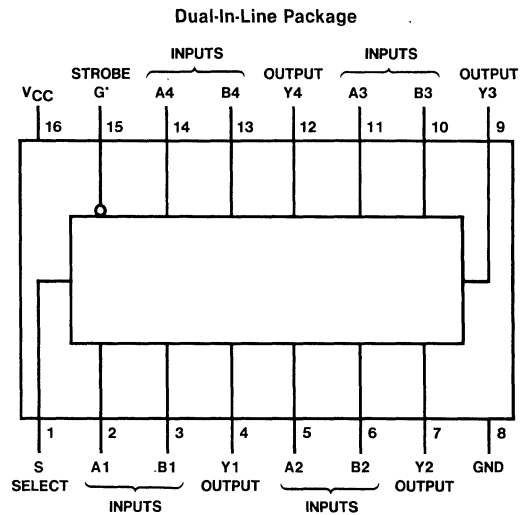 Dual-In-Line Package
INPUTS INPUTS
STROBE OUTPUT OUTPUT
VCC G* A4 B4 Y4 A3 B3 Y3
16 15 14 13 12 11 10 9
1 2 3 4 5 6 7 8
S A1 B1 Y1 A2 B2 Y2 GND
SELECT OUTPUT OUTPUT
INPUTS INPUTS